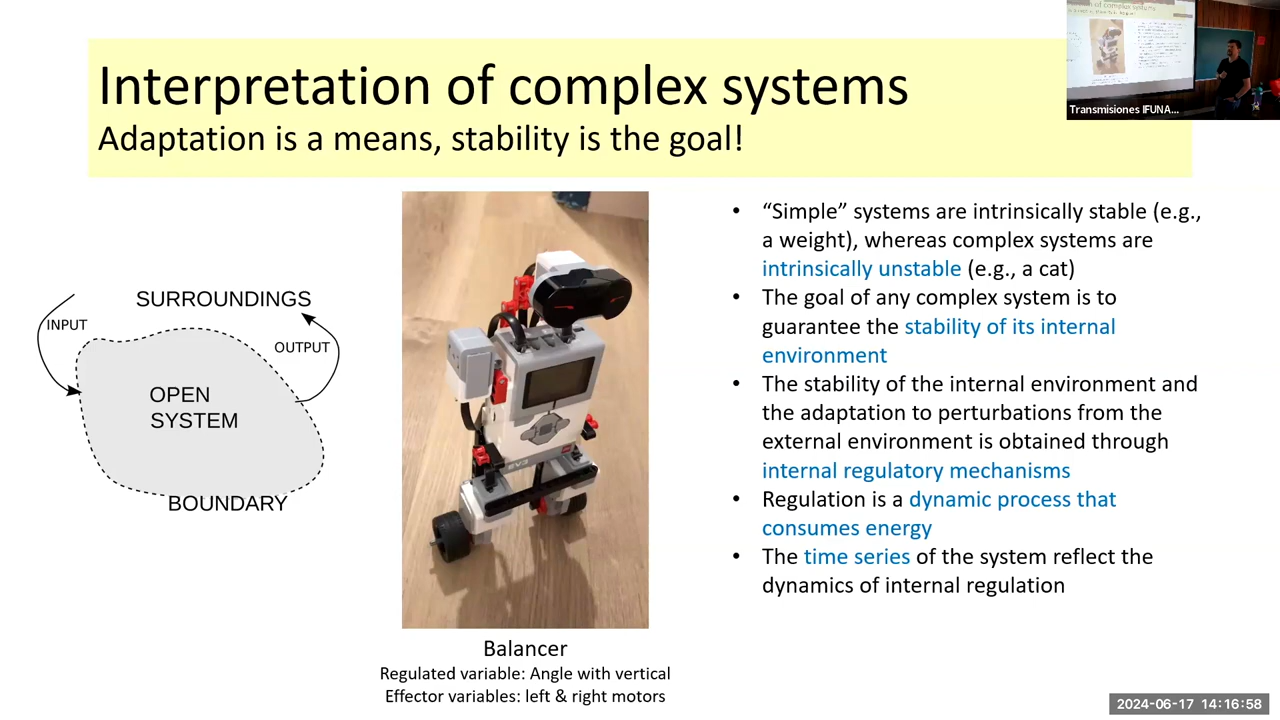 Interpretation of complex systems
Adaptation is a means, stability is the goal!
Transmisiones IFUNA...
SURROUNDINGS
INPUT
OUTPUT
OPEN
SYSTEM
BOUNDARY
EV3
Balancer
Regulated variable: Angle with vertical
Effector variables: left & right motors
• “Simple” systems are intrinsically stable (e.g.,
a weight), whereas complex systems are
intrinsically unstable (e.g., a cat)
• The goal of any complex system is to
guarantee the stability of its internal
environment
• The stability of the internal environment and
the adaptation to perturbations from the
external environment is obtained through
internal regulatory mechanisms
• Regulation is a dynamic process that
consumes energy
• The time series of the system reflect the
dynamics of internal regulation
2024-06-17 14:16:58